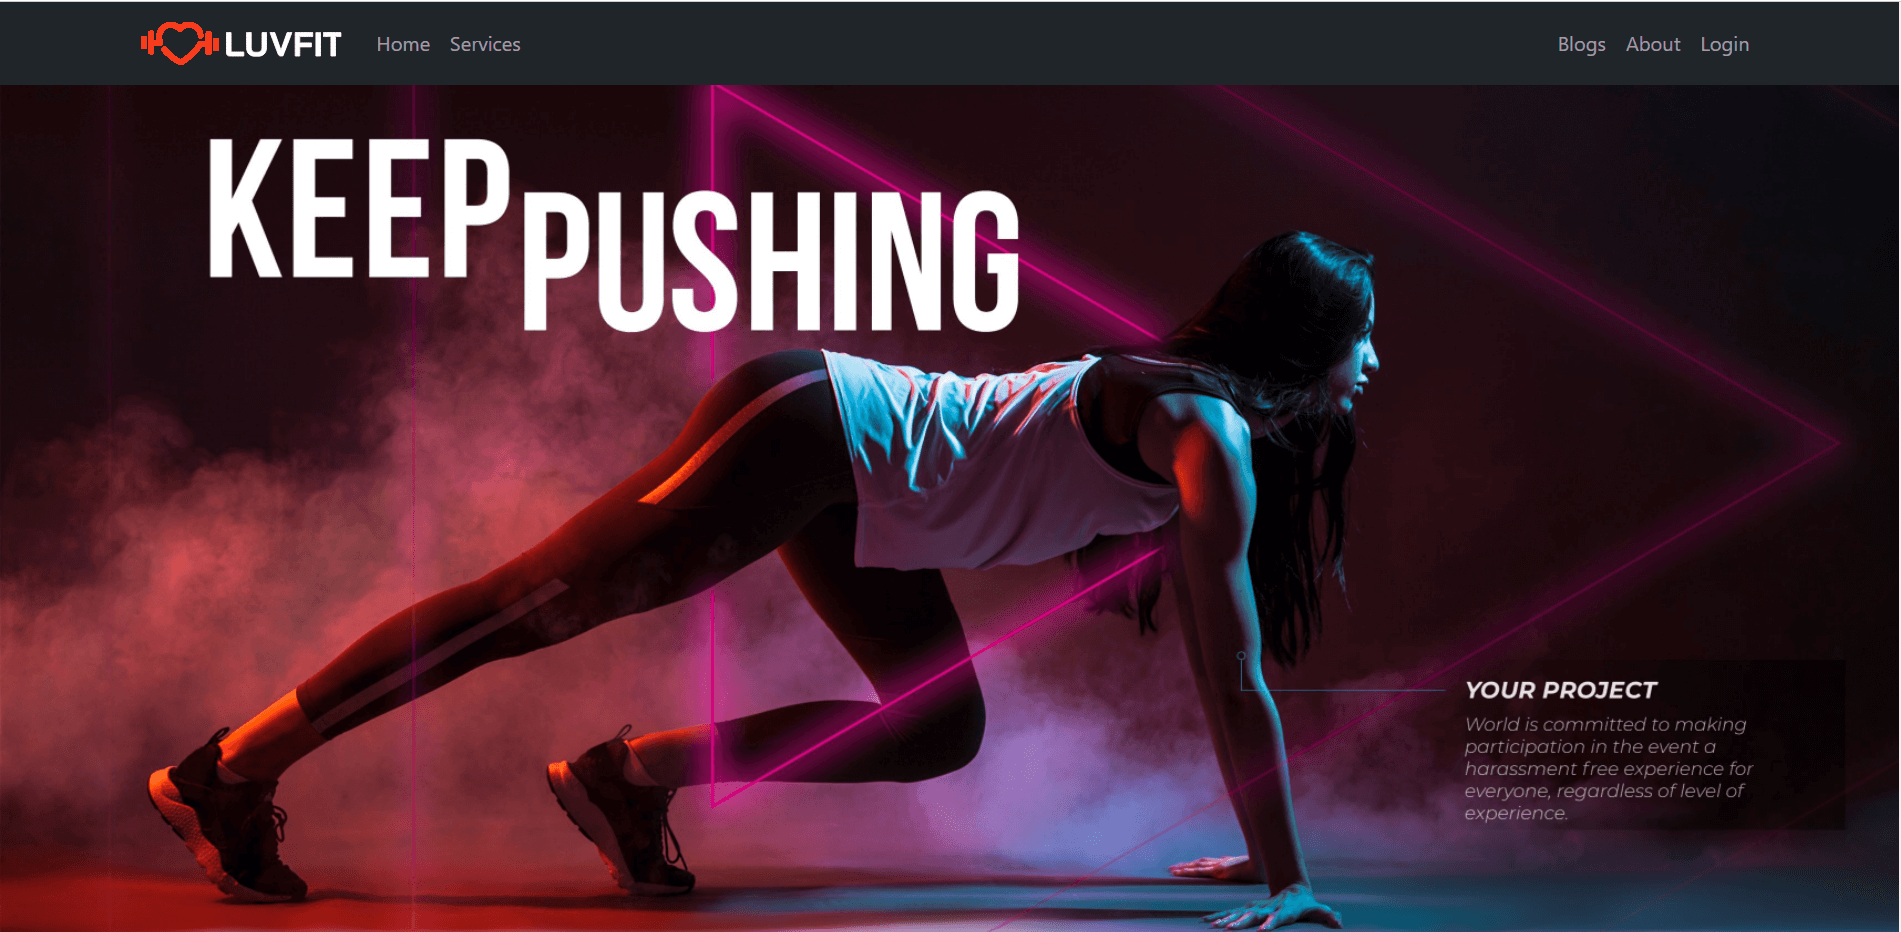 LUVFIT Home Services Blogs About Login
KEEP
PUSHING
YOUR PROJECT
World is committed to making
participation in the event a
harassment free experience for
everyone, regardless of level of
experience.